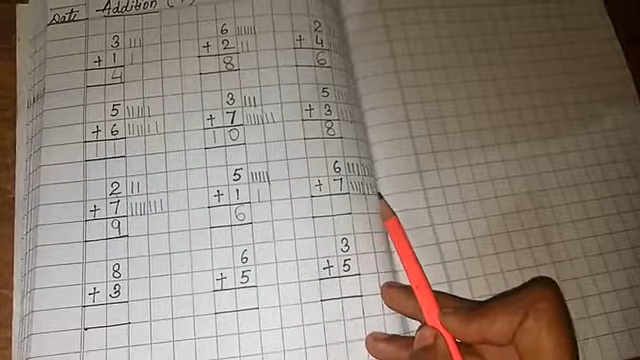 Date Addition
3 ||| 6 |||||| 2 ||
+ 1 | + 2 || + 4 ||||
4 8 6
5 ||||| 3 ||| 5 |||||
+ 6 |||||| + 7 ||||||| + 3 |||
11 10 8
2 || 5 ||||| 6 ||||||
+ 7 ||||||| + 1 | + 7 |||||||
9 6
8 6 3
+ 3 + 5 + 5